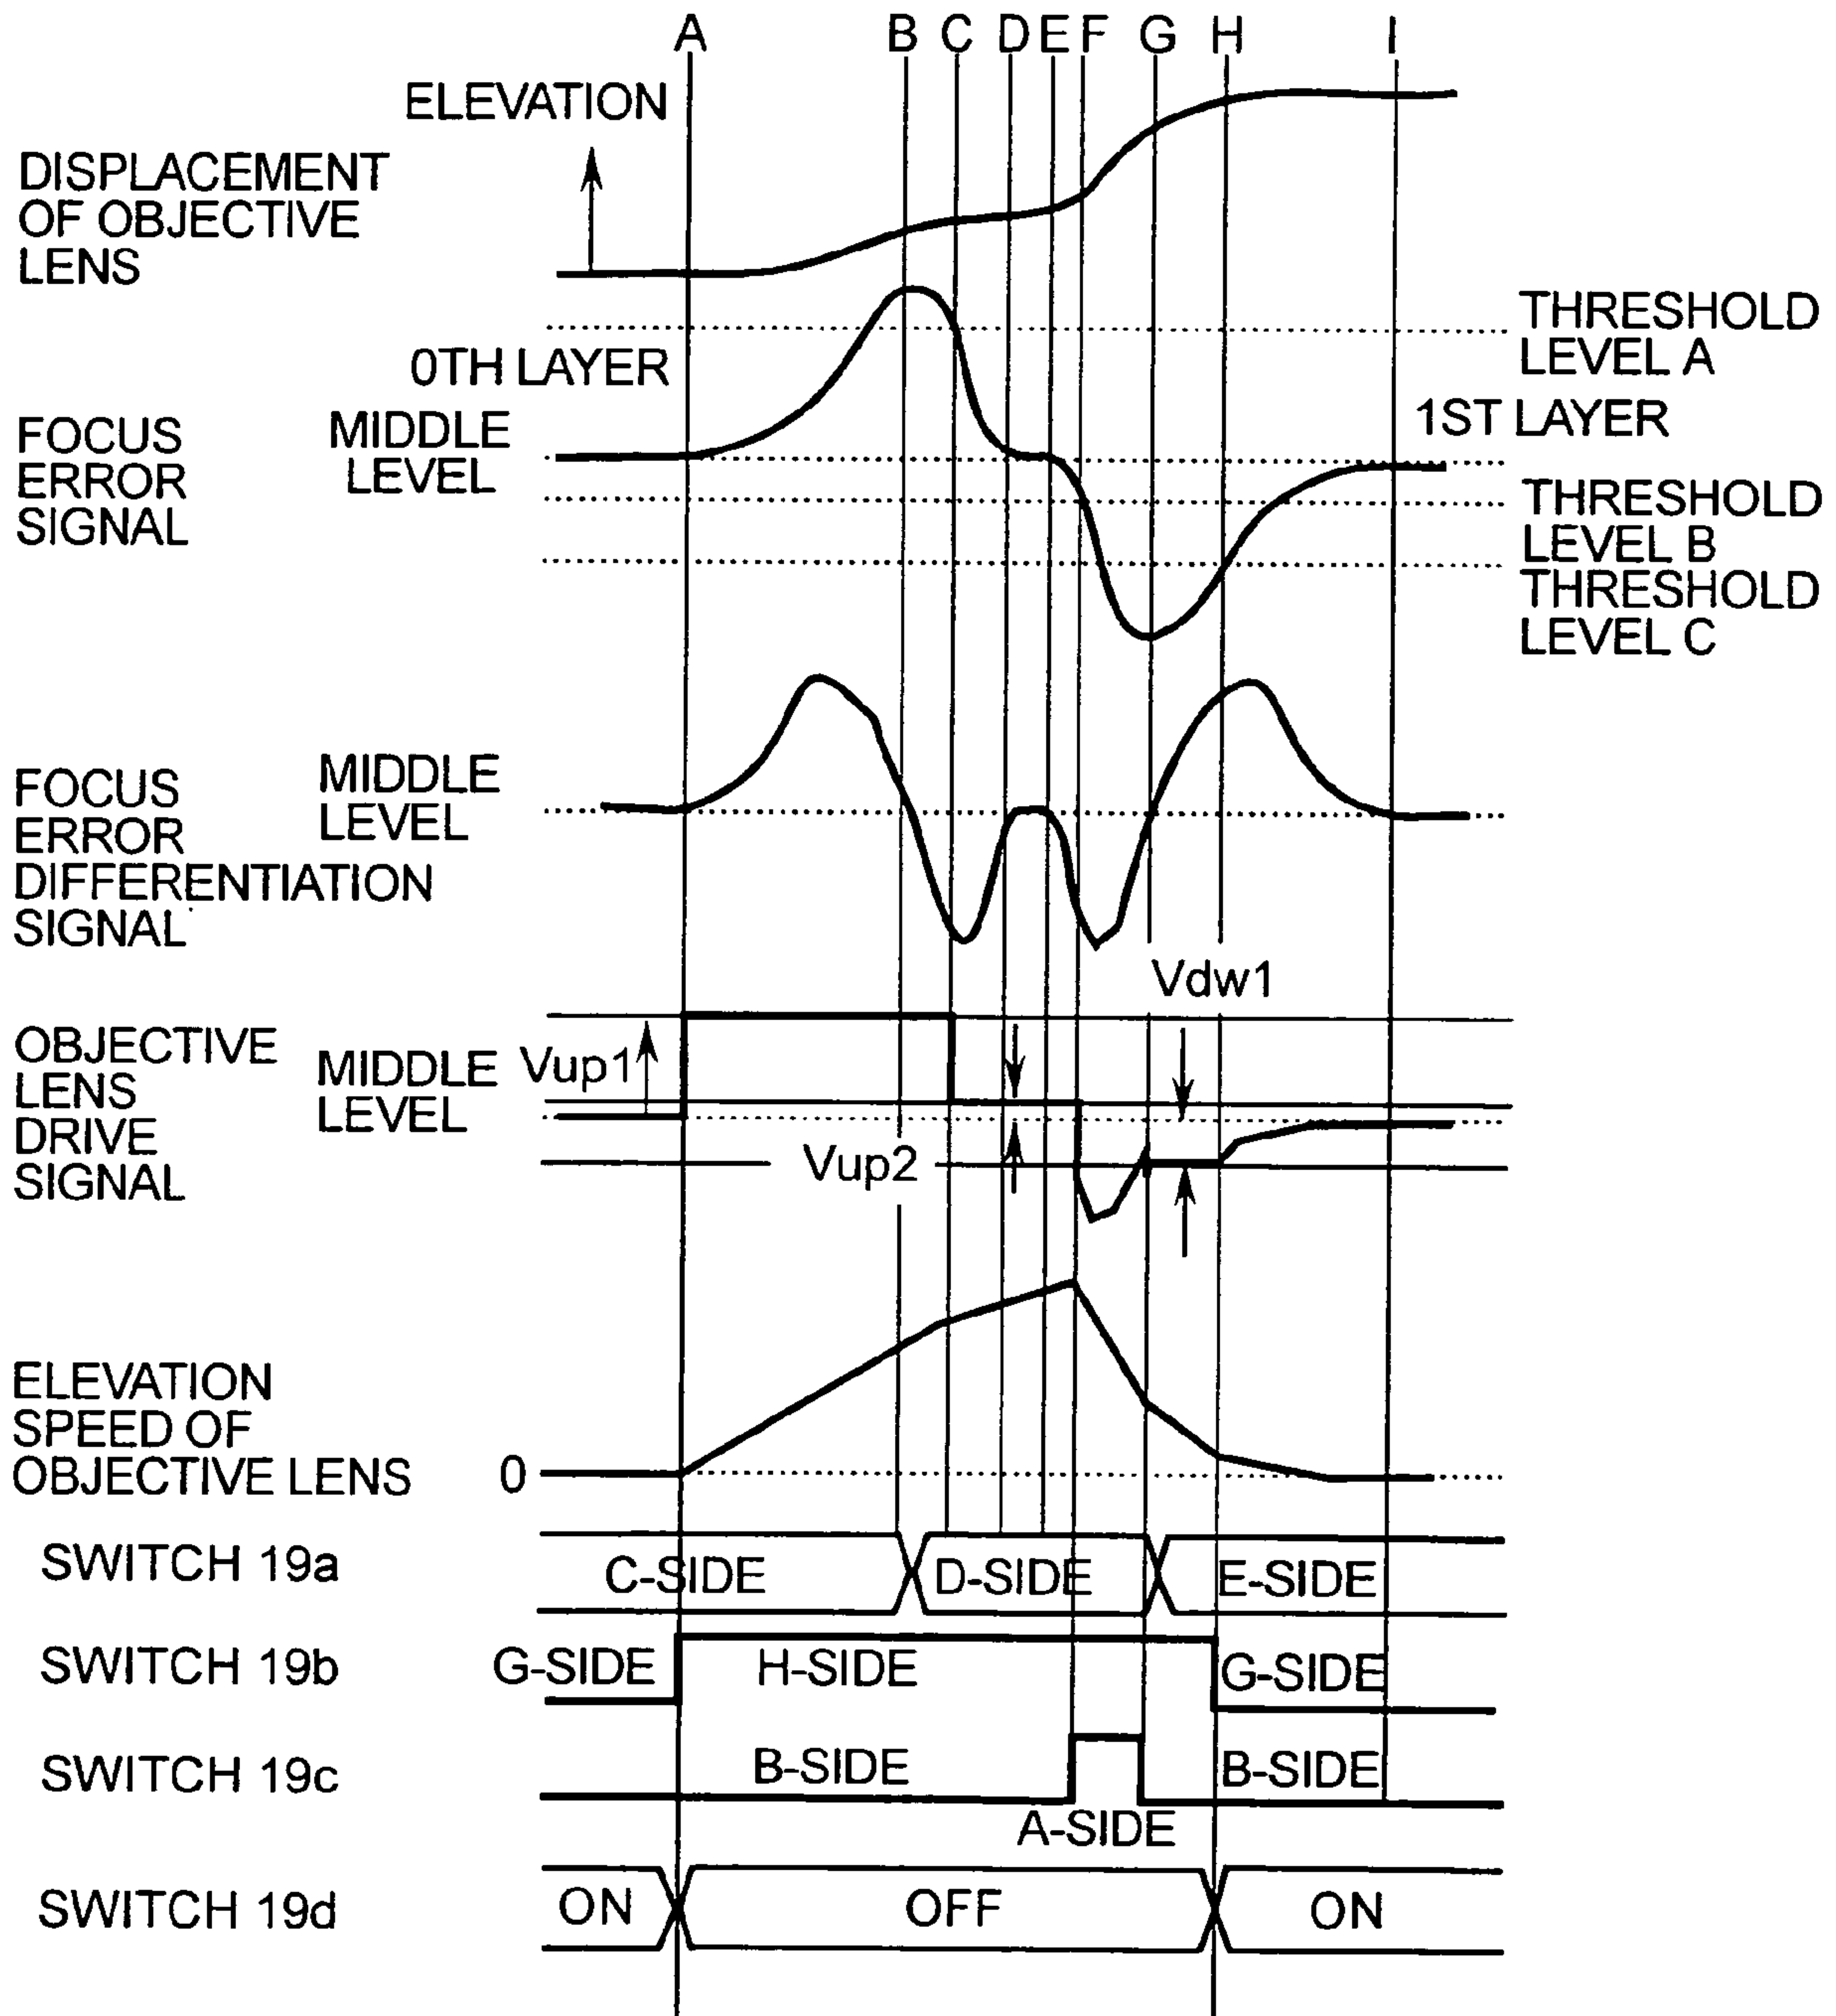 A B C D E F G H I
ELEVATION
DISPLACEMENT
OF OBJECTIVE
LENS
THRESHOLD
LEVEL A
0TH LAYER
1ST LAYER
FOCUS
ERROR
SIGNAL
MIDDLE
LEVEL
THRESHOLD
LEVEL B
THRESHOLD
LEVEL C
FOCUS
ERROR
DIFFERENTIATION
SIGNAL
MIDDLE
LEVEL
Vdw1
OBJECTIVE
LENS
DRIVE
SIGNAL
MIDDLE
LEVEL
Vup1
Vup2
ELEVATION
SPEED OF
OBJECTIVE LENS
0
SWITCH 19a
C-SIDE
D-SIDE
E-SIDE
SWITCH 19b
G-SIDE
H-SIDE
G-SIDE
SWITCH 19c
B-SIDE
B-SIDE
A-SIDE
SWITCH 19d
ON
OFF
ON